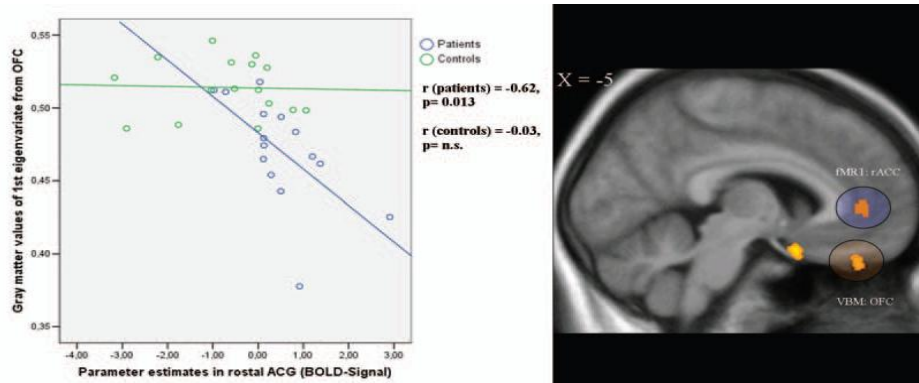 0,55
0,50
0,45
0,40
0,35
Gray matter values of 1st eigenvariate from OFC
-4,00 -3,00 -2,00 -1,00 0,00 1,00 2,00 3,00
Parameter estimates in rostal ACG (BOLD-Signal)
Patients
Controls
r (patients) = -0.62,
p= 0.013
r (controls) = -0.03,
p= n.s.
X = -5
fMRI: rACC
VBM: OFC